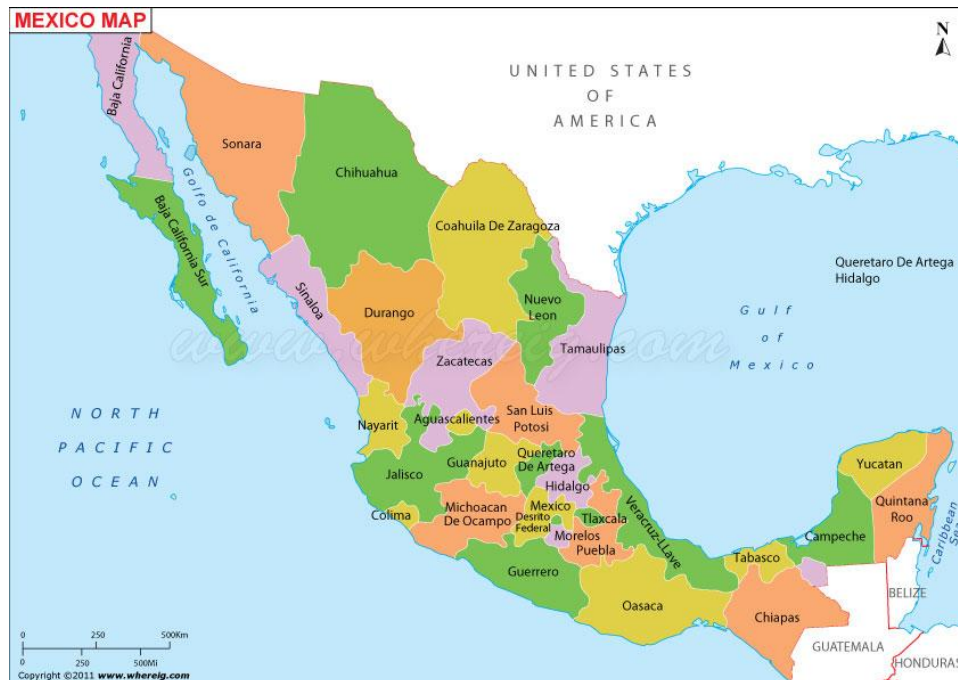 MEXICO MAP
N
UNITED STATES
OF
AMERICA
Baja California
Sonara
Chihuahua
Golfo de California
Baja California Sur
Coahuila De Zaragoza
Queretaro De Artega
Hidalgo
Sinaloa
Durango
Nuevo
Leon
Gulf
of
Mexico
www.whereig.com
Zacatecas
Tamaulipas
NORTH
PACIFIC
OCEAN
Nayarit
Aguascalientes
San Luis
Potosi
Jalisco
Guanajuto
Queretaro
De Artega
Hidalgo
Yucatan
Quintana
Roo
Colima
Michoacan
De Ocampo
Mexico
Desrito
Federal
Tlaxcala
Veracruz-LLave
Campeche
Caribbean
Sea
Morelos
Puebla
Tabasco
Guerrero
Oasaca
Chiapas
BELIZE
GUATEMALA
HONDURAS
0 250 500Km
0 250 500Mi
Copyright ©2011 www.whereig.com